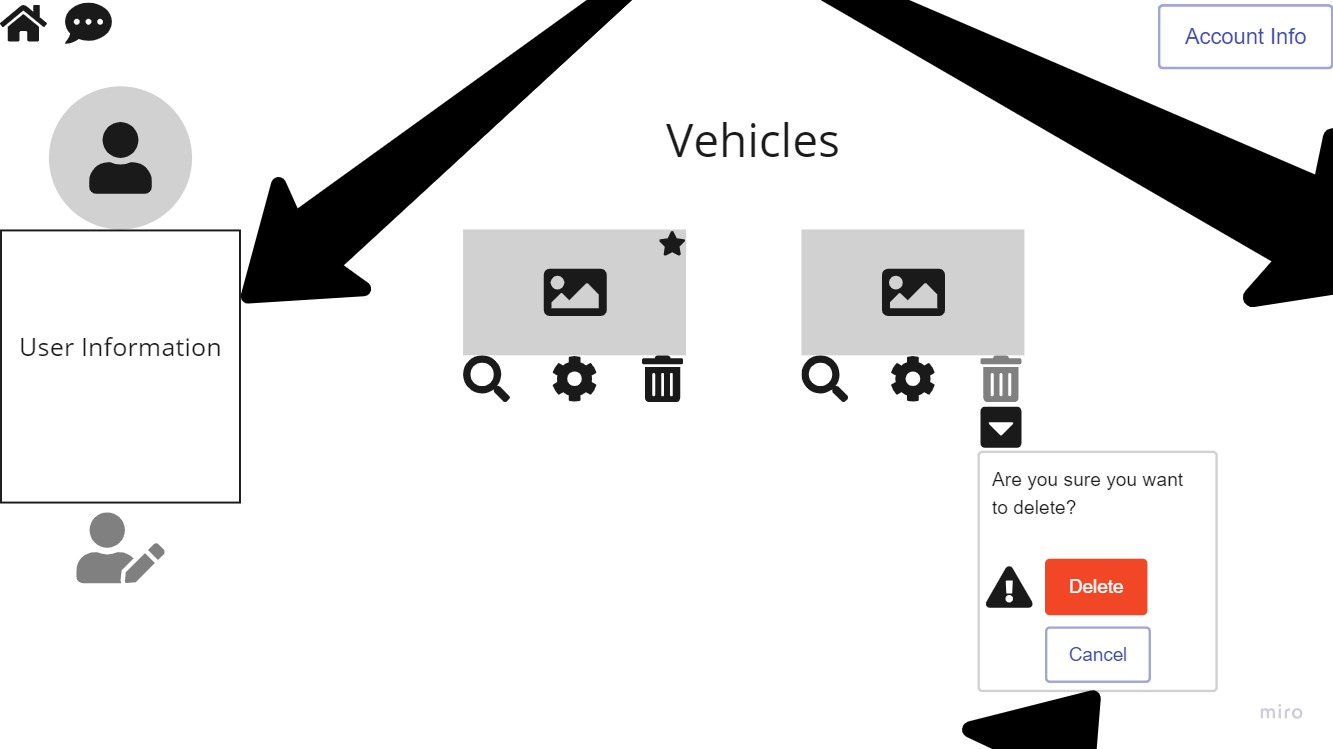 Account Info
Vehicles
User Information
Are you sure you want
to delete?
Delete
Cancel
miro